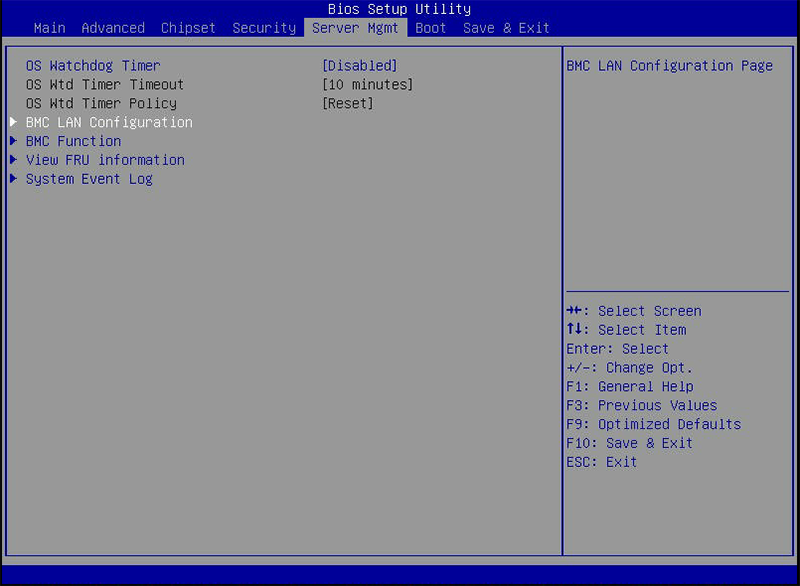 Bios Setup Utility
Main Advanced Chipset Security Server Mgmt Boot Save & Exit
OS Watchdog Timer [Disabled]
OS Wtd Timer Timeout [10 minutes]
OS Wtd Timer Policy [Reset]
BMC LAN Configuration
BMC Function
View FRU information
System Event Log
BMC LAN Configuration Page
→←: Select Screen
↑↓: Select Item
Enter: Select
+/-: Change Opt.
F1: General Help
F3: Previous Values
F9: Optimized Defaults
F10: Save & Exit
ESC: Exit